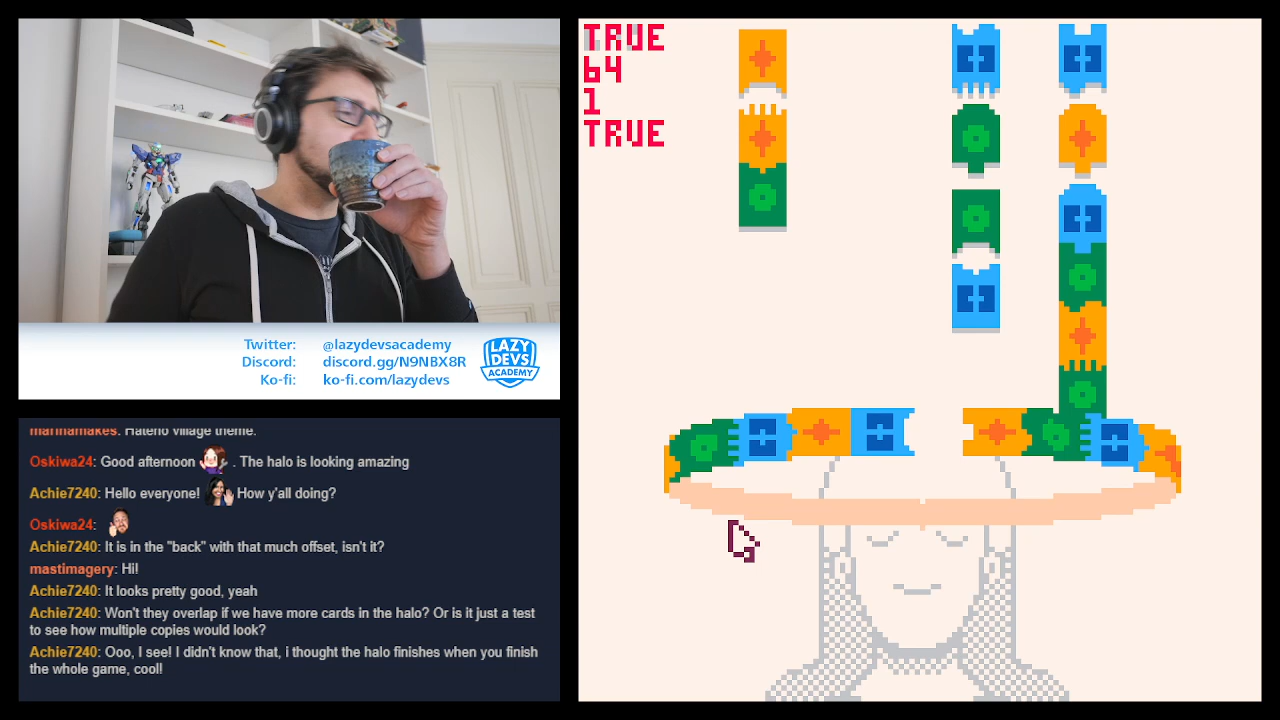 TRUE
64
1
TRUE
Twitter: @lazydevsacademy
Discord: discord.gg/N9NBX8R
Ko-fi: ko-fi.com/lazydevs
LAZY
DEVS
ACADEMY
marinamakes: Hateno village theme.
Oskiwa24: Good afternoon . The halo is looking amazing
Achie7240: Hello everyone! How y'all doing?
Oskiwa24:
Achie7240: It is in the "back" with that much offset, isn't it?
mastimagery: Hi!
Achie7240: It looks pretty good, yeah
Achie7240: Won't they overlap if we have more cards in the halo? Or is it just a test
to see how multiple copies would look?
Achie7240: Ooo, I see! I didn't know that, i thought the halo finishes when you finish
the whole game, cool!